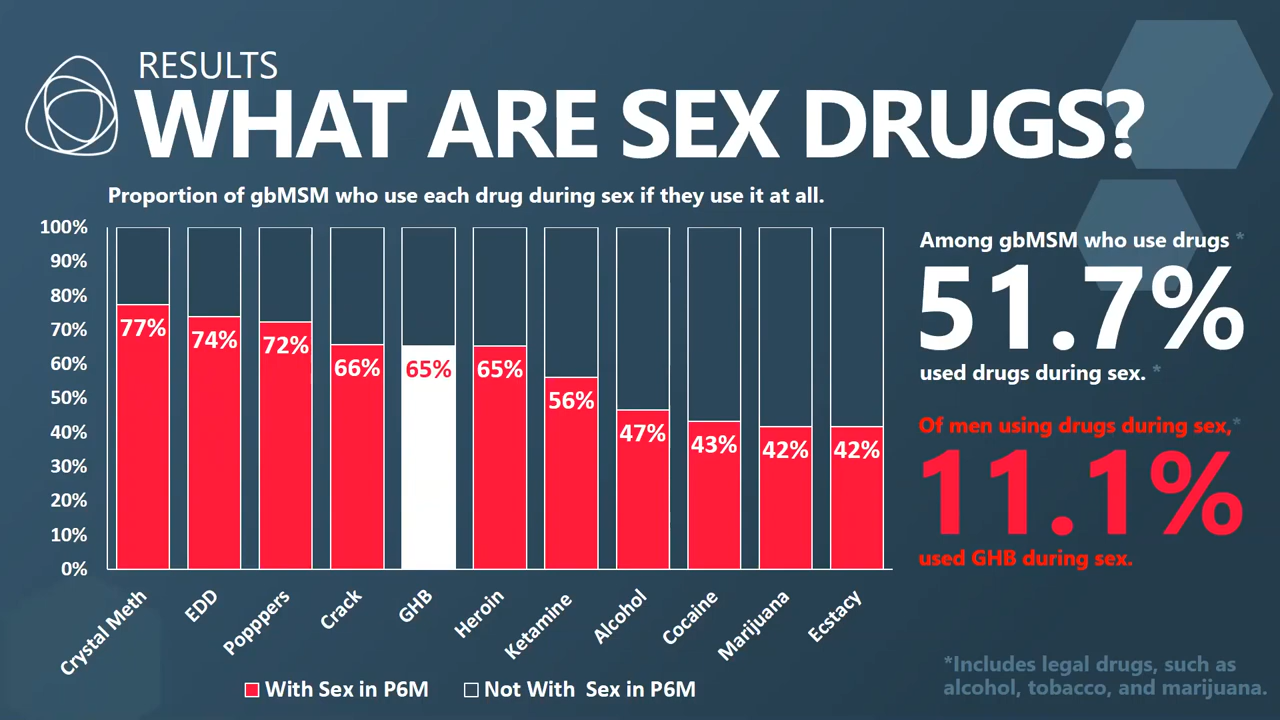 RESULTS
WHAT ARE SEX DRUGS?
Proportion of gbMSM who use each drug during sex if they use it at all.
100%
90%
80%
70%
60%
50%
40%
30%
20%
10%
0%
77%
74%
72%
66%
65%
65%
56%
47%
43%
42%
42%
Crystal Meth
EDD
Popppers
Crack
GHB
Heroin
Ketamine
Alcohol
Cocaine
Marijuana
Ecstacy
With Sex in P6M
Not With Sex in P6M
Among gbMSM who use drugs *
51.7%
used drugs during sex. *
Of men using drugs during sex,*
11.1%
used GHB during sex.
*Includes legal drugs, such as
alcohol, tobacco, and marijuana.